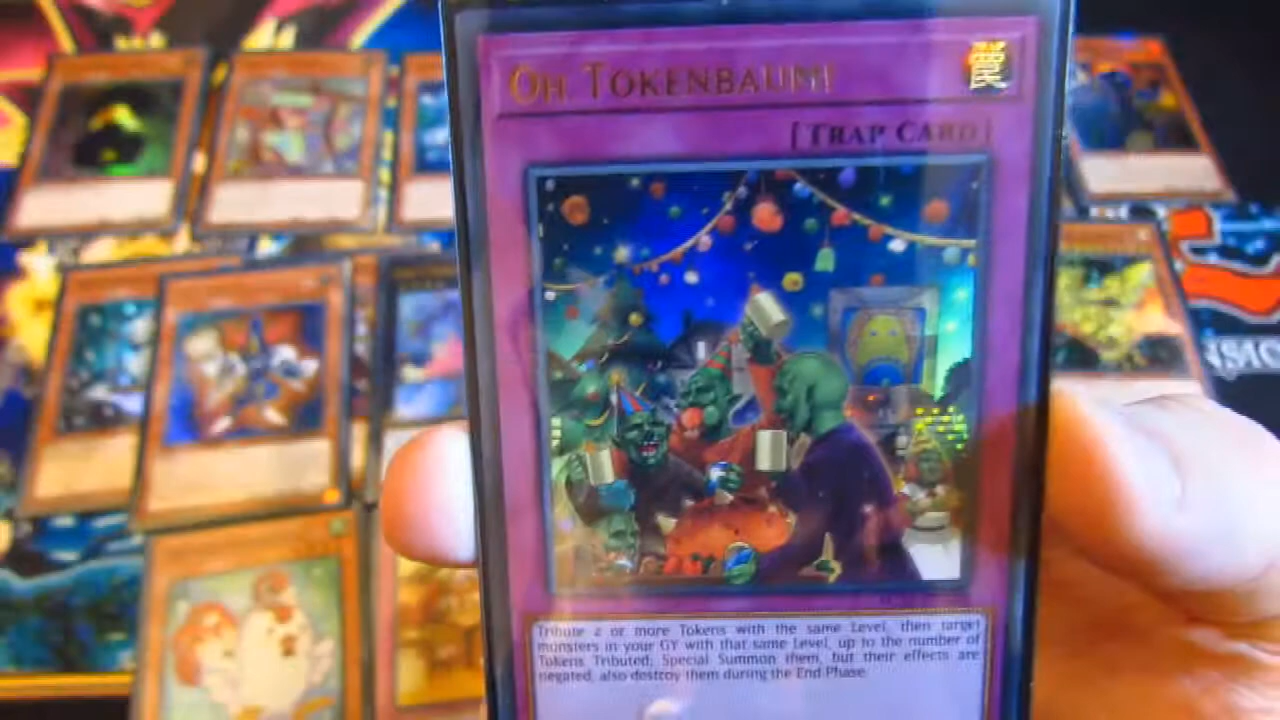 Oh Tokenbaum!
[Trap Card]
Tribute 2 or more Tokens with the same Level, then target
monsters in your GY with that same Level, up to the number of
Tokens Tributed; Special Summon them, but their effects are
negated, also destroy them during the End Phase.